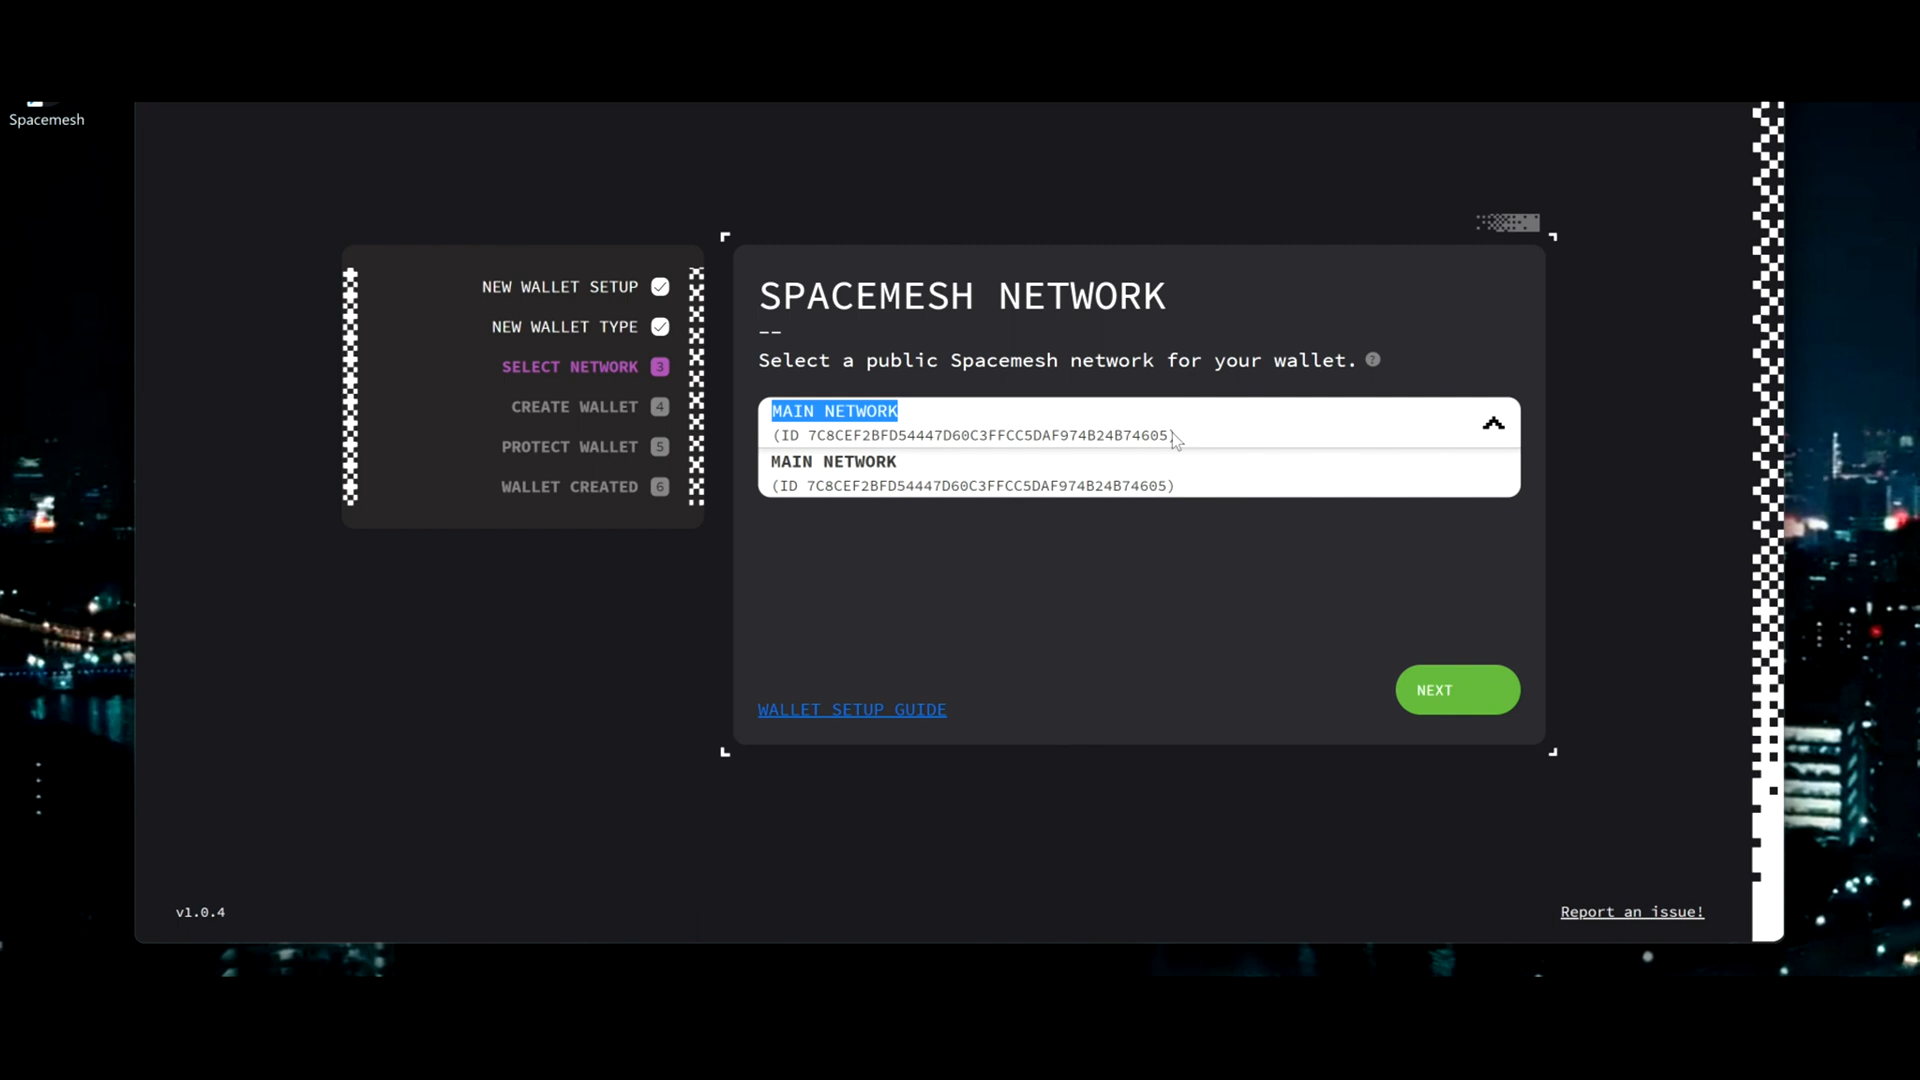 Spacemesh
NEW WALLET SETUP
NEW WALLET TYPE
SELECT NETWORK 3
CREATE WALLET 4
PROTECT WALLET 5
WALLET CREATED 6
SPACEMESH NETWORK
--
Select a public Spacemesh network for your wallet. ?
MAIN NETWORK
(ID 7C8CEF2BFD54447D60C3FFCC5DAF974B24B74605)
MAIN NETWORK
(ID 7C8CEF2BFD54447D60C3FFCC5DAF974B24B74605)
WALLET SETUP GUIDE
NEXT
v1.0.4
Report an issue!